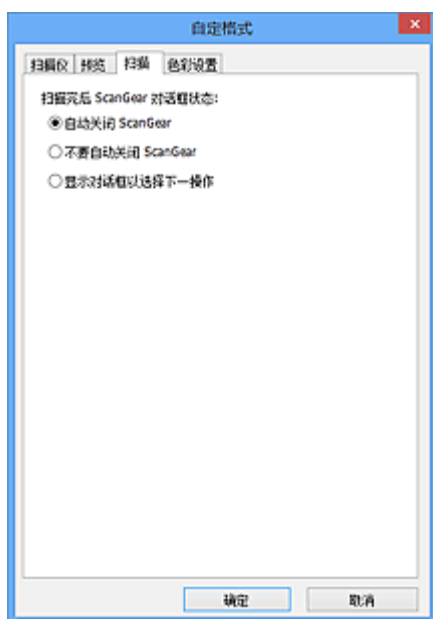 自定格式
扫描仪 预览 扫描 色彩设置
扫描完后 ScanGear 对话框状态:
自动关闭 ScanGear
不要自动关闭 ScanGear
显示对话框以选择下一操作
确定 取消